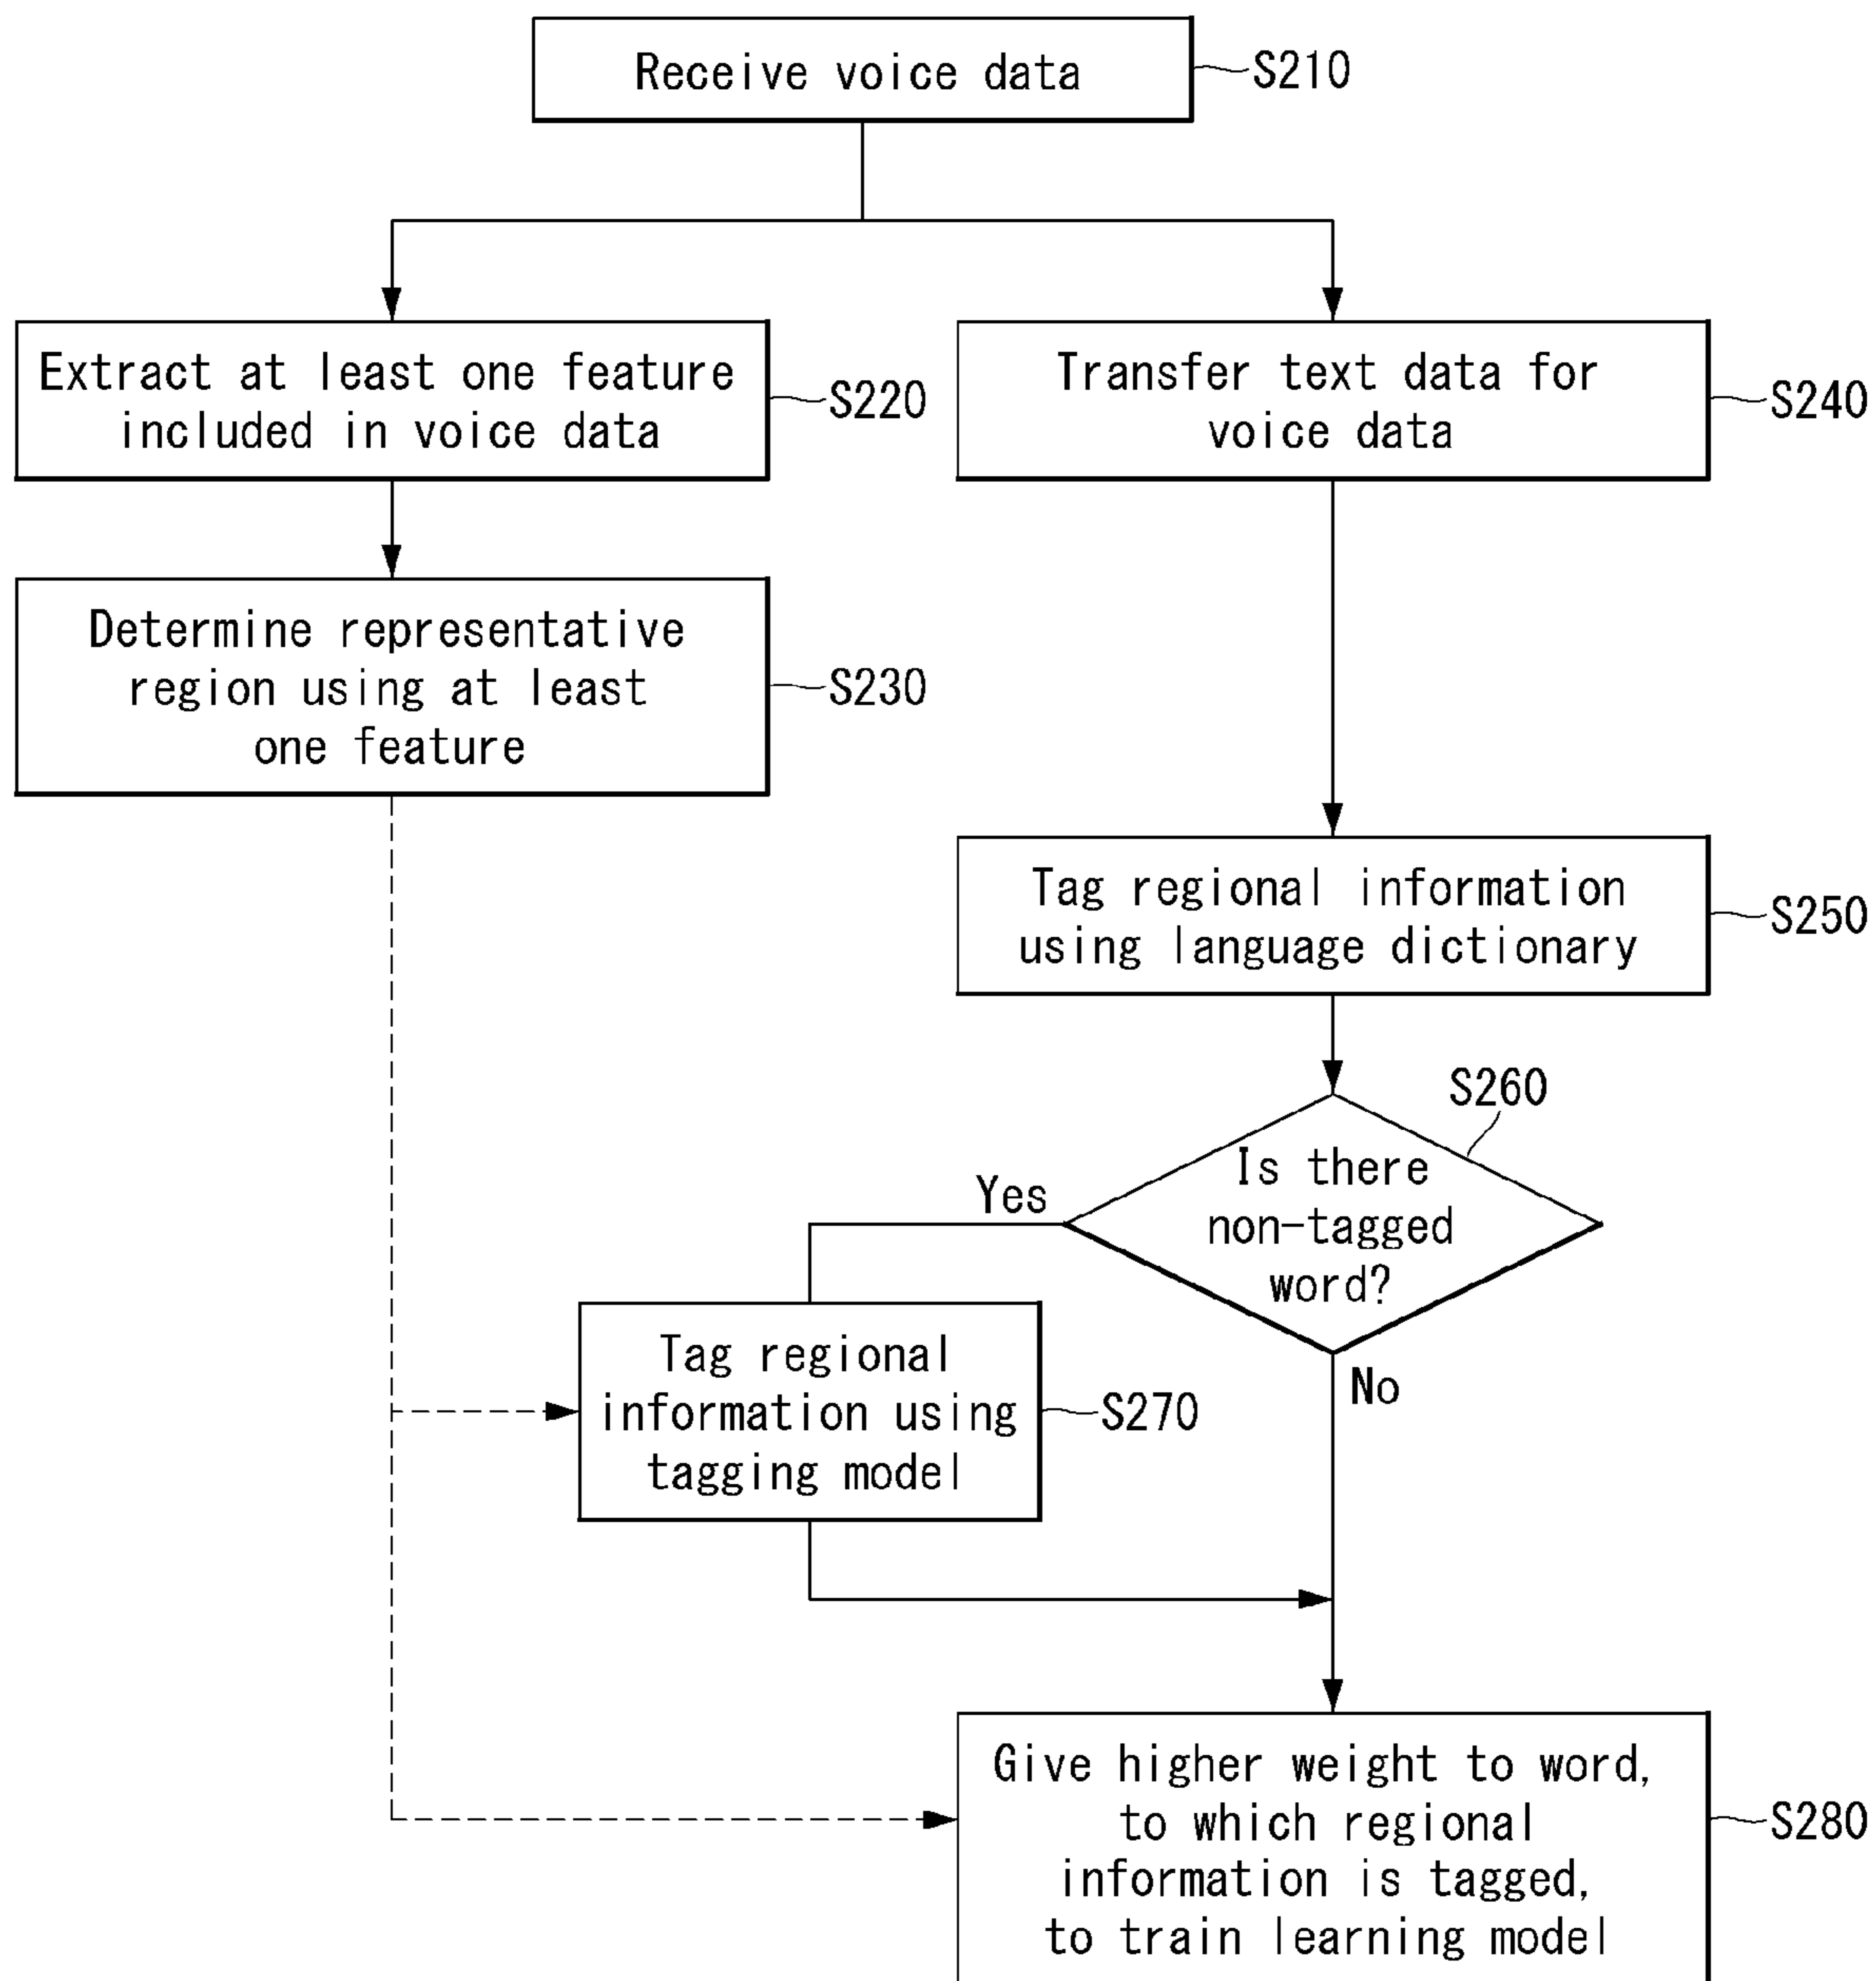 Receive voice data
S210
Extract at least one feature
included in voice data
S220
Transfer text data for
voice data
S240
Determine representative
region using at least
one feature
S230
Tag regional information
using language dictionary
S250
S260
Is there
non-tagged
word?
Yes
No
Tag regional
information using
tagging model
S270
Give higher weight to word,
to which regional
information is tagged,
to train learning model
S280